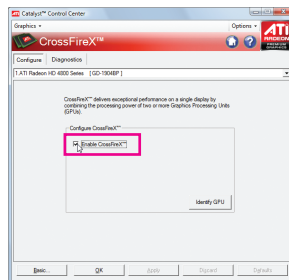 Catalyst™ Control Center
Graphics
Options
ATI
RADEON
PREMIUM
GRAPHICS
CrossFireX™
Configure
Diagnostics
1.ATI Radeon HD 4800 Series [GD-1904BP]
CrossFireX™ delivers exceptional performance on a single display by
combining the processing power of two or more Graphics Processing Units
(GPUs).
Configure CrossFireX™
Enable CrossFireX™
Identify GPU
Basic...
OK
Apply
Discard
Defaults